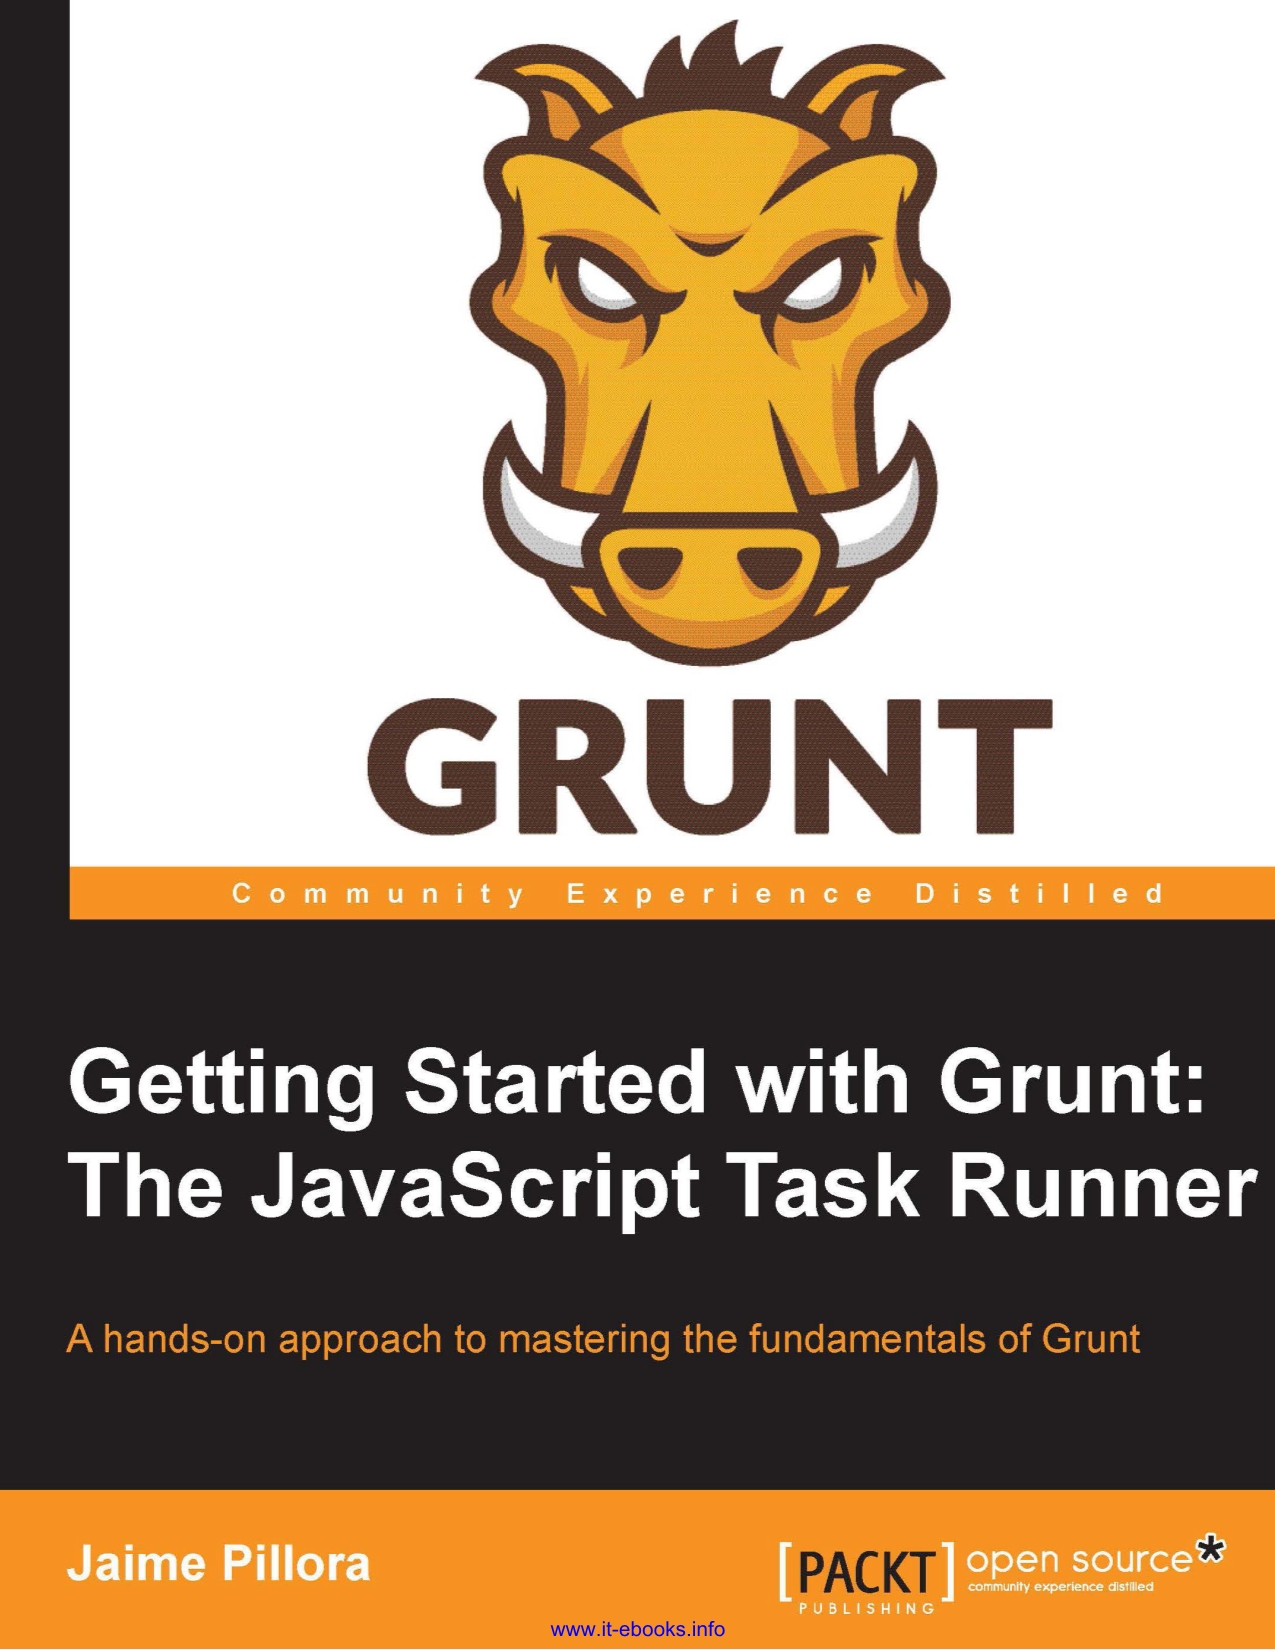 GRUNT
Community Experience Distilled
Getting Started with Grunt:
The JavaScript Task Runner
A hands-on approach to mastering the fundamentals of Grunt
Jaime Pillora
[PACKT] open source*
PUBLISHING
community experience distilled
www.it-ebooks.info